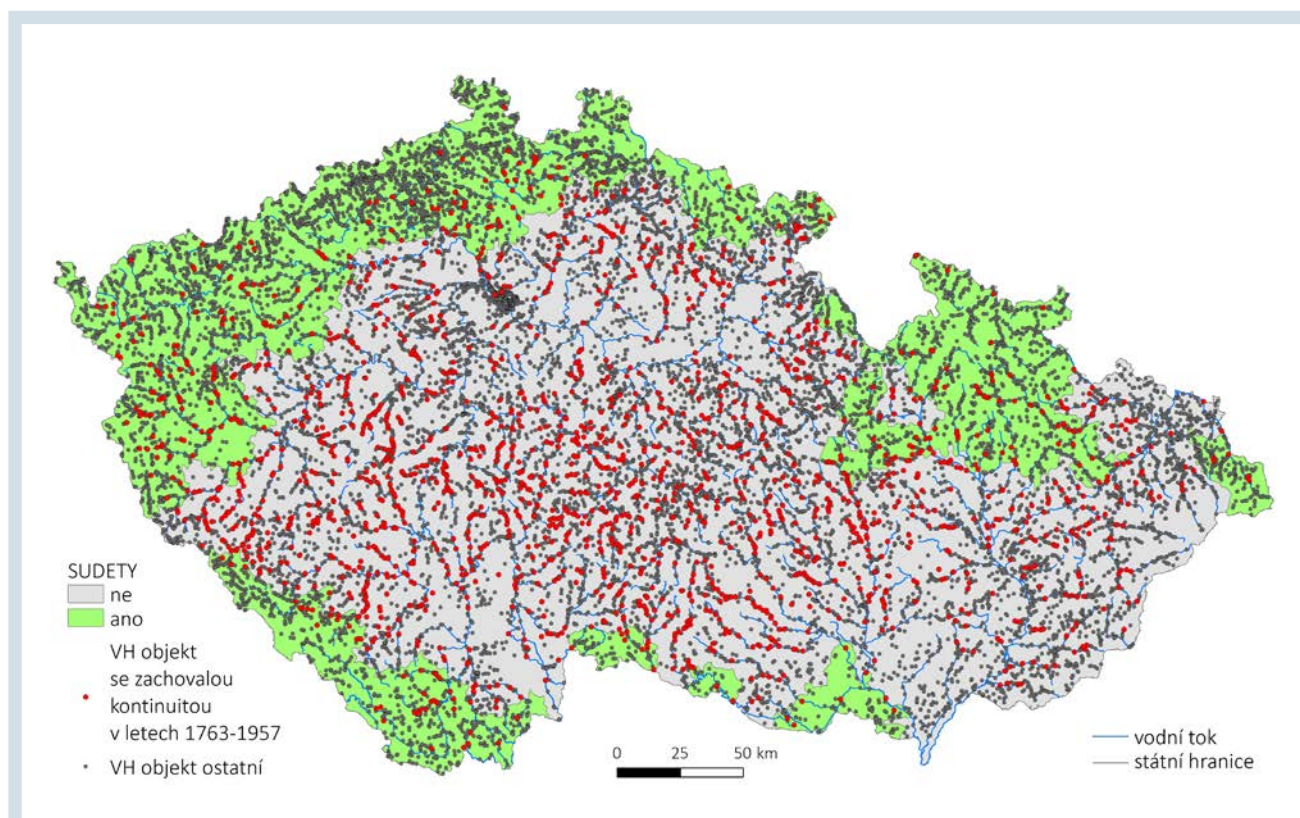 SUDETY
ne
ano
VH objekt
se zachovalou
kontinuitou
v letech 1763-1957
VH objekt ostatní
0 25 50 km
vodní tok
státní hranice